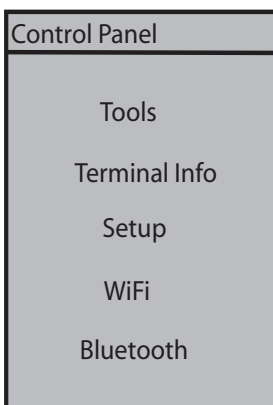 Control Panel
Tools
Terminal Info
Setup
WiFi
Bluetooth